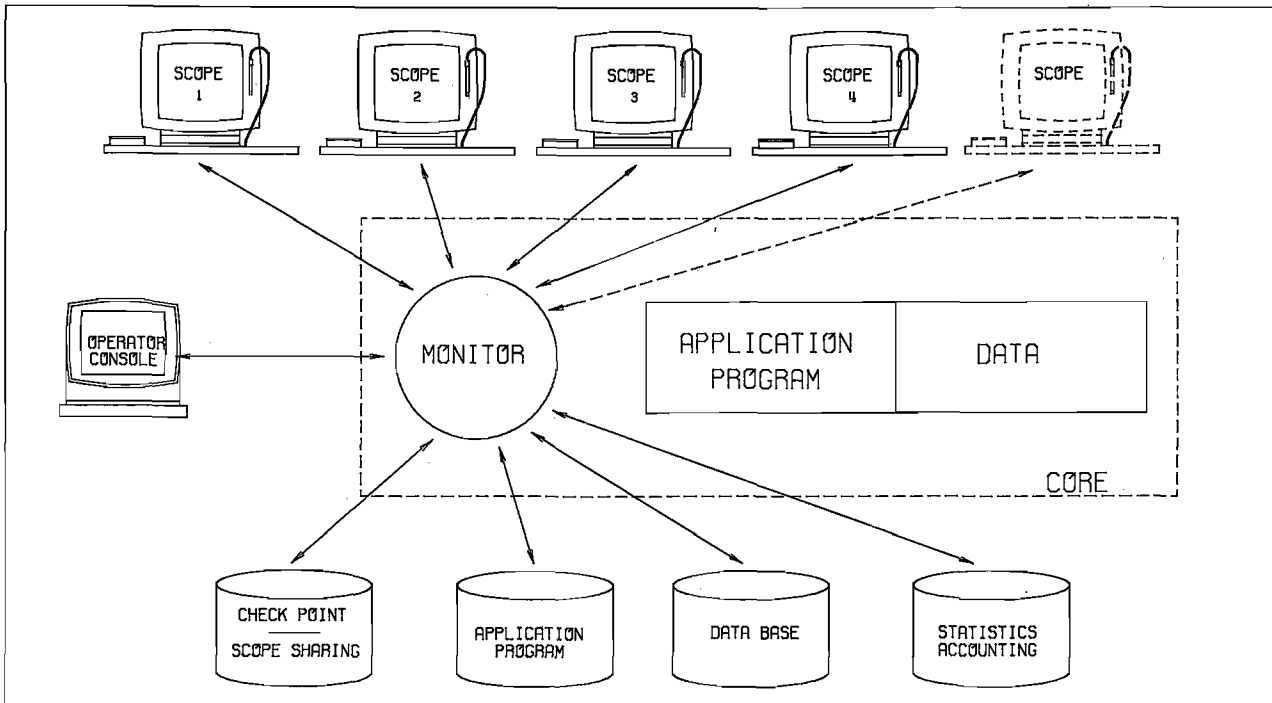 SCOPE
1
SCOPE
2
SCOPE
3
SCOPE
4
SCOPE
OPERATOR
CONSOLE
MONITOR
APPLICATION
PROGRAM
DATA
CORE
CHECK POINT
SCOPE SHARING
APPLICATION
PROGRAM
DATA BASE
STATISTICS
ACCOUNTING